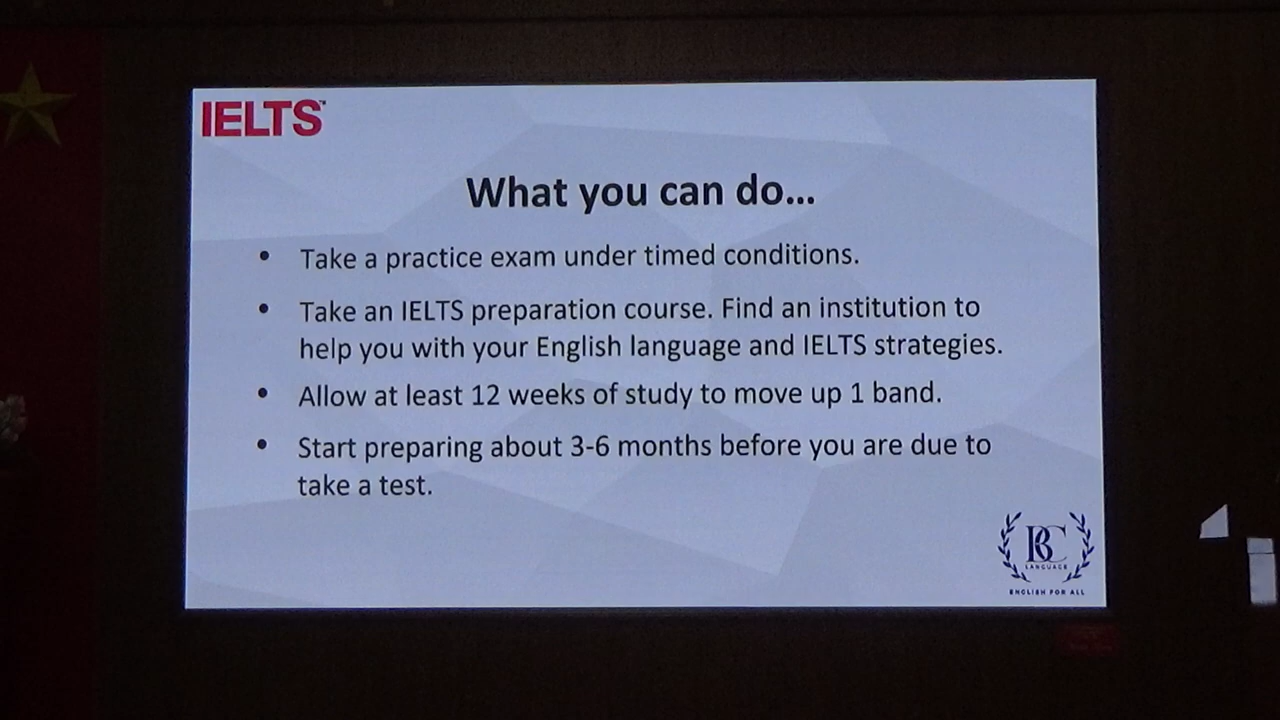 IELTS™
What you can do...
• Take a practice exam under timed conditions.
• Take an IELTS preparation course. Find an institution to
help you with your English language and IELTS strategies.
• Allow at least 12 weeks of study to move up 1 band.
• Start preparing about 3-6 months before you are due to
take a test.
BC
LANGUAGE
ENGLISH FOR ALL